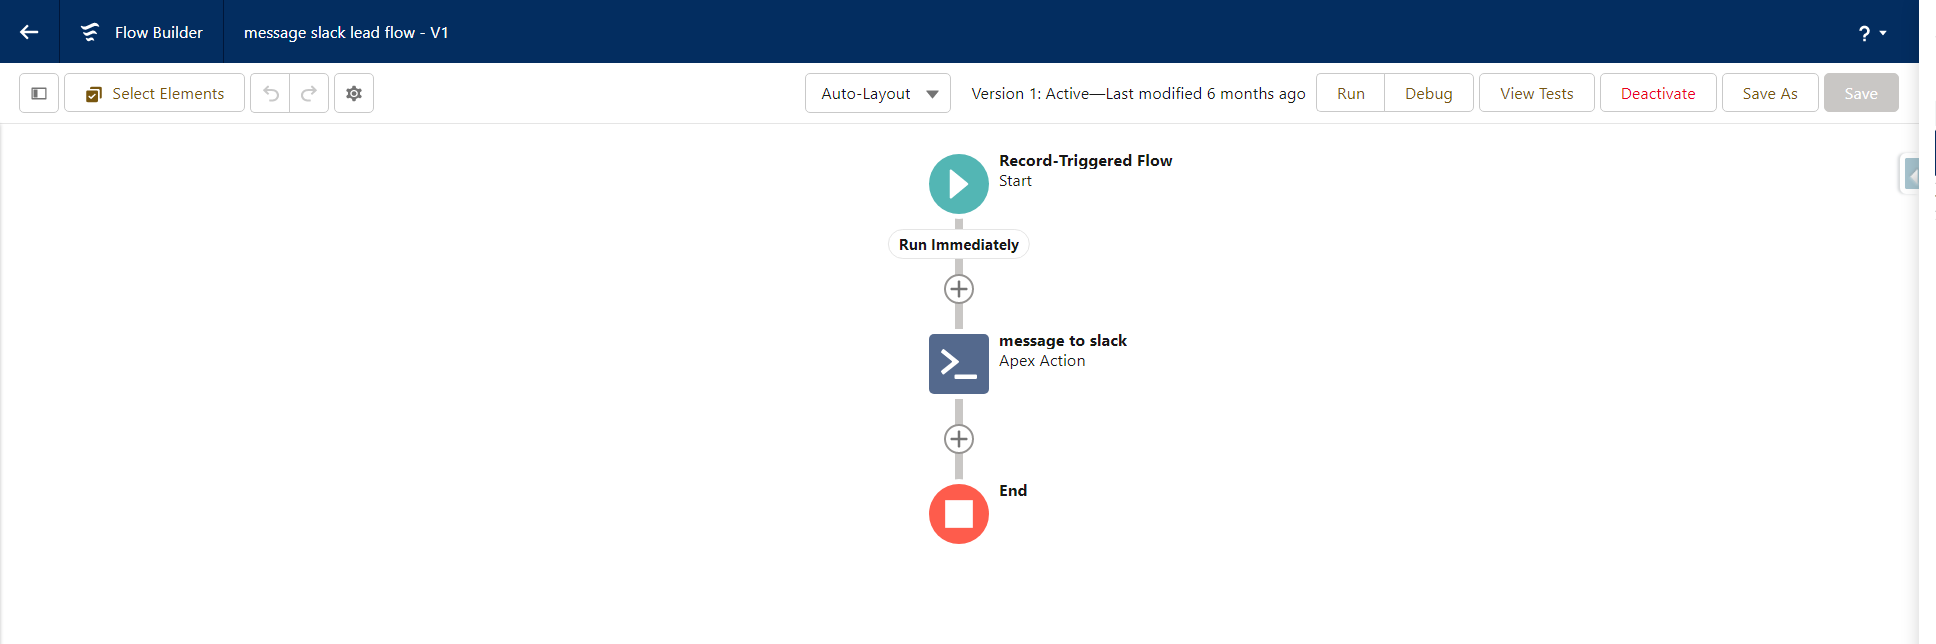 Flow Builder
message slack lead flow - V1
?
Select Elements
Auto-Layout
Version 1: Active—Last modified 6 months ago
Run
Debug
View Tests
Deactivate
Save As
Save
Record-Triggered Flow
Start
Run Immediately
message to slack
Apex Action
End